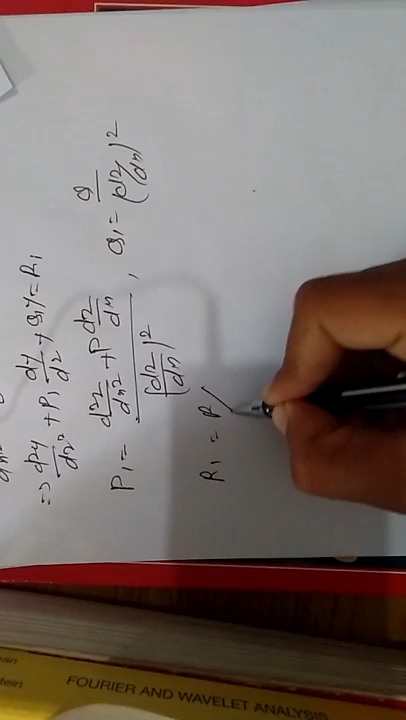 ⇒ d²y/dz² + P₁ dy/dz + Q₁y = R₁
P₁ = (d²z/dx² + P dz/dx) / (dz/dx)² , Q₁ = Q/(dz/dx)²
R₁ = R
FOURIER AND WAVELET ANALYSIS